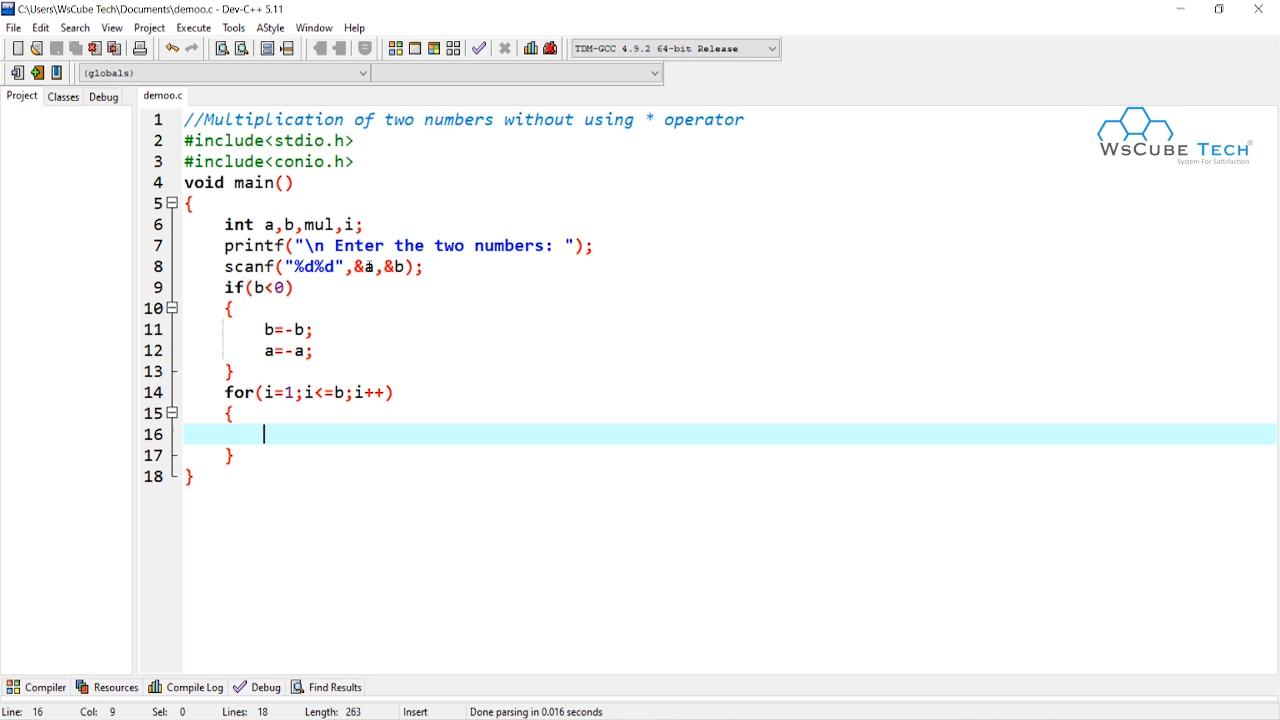 C:\Users\WsCube Tech\Documents\demoo.c - Dev-C++ 5.11
File Edit Search View Project Execute Tools AStyle Window Help
TDM-GCC 4.9.2 64-bit Release
(globals)
Project Classes Debug demoo.c
1 //Multiplication of two numbers without using * operator
2 #include<stdio.h>
3 #include<conio.h>
4 void main()
5 {
6 int a,b,mul,i;
7 printf("\n Enter the two numbers: ");
8 scanf("%d%d",&a,&b);
9 if(b<0)
10 {
11 b=-b;
12 a=-a;
13 }
14 for(i=1;i<=b;i++)
15 {
16
17 }
18 }
WsCube Tech®
System For Satisfaction
Compiler Resources Compile Log Debug Find Results
Line: 16 Col: 9 Sel: 0 Lines: 18 Length: 263 Insert Done parsing in 0.016 seconds